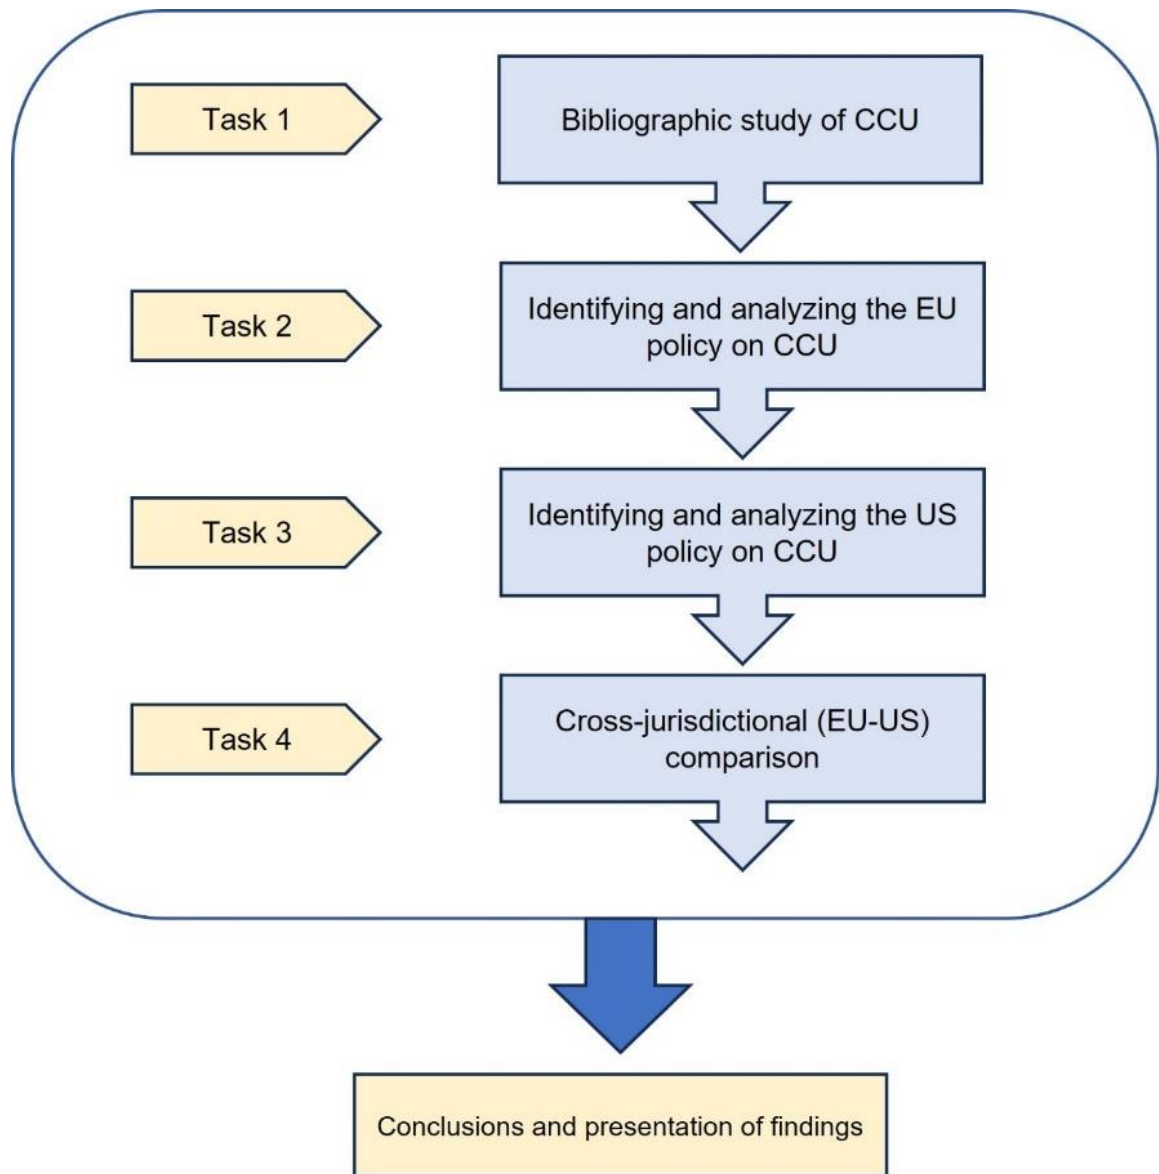 Task 1
Bibliographic study of CCU
Task 2
Identifying and analyzing the EU
policy on CCU
Task 3
Identifying and analyzing the US
policy on CCU
Task 4
Cross-jurisdictional (EU-US)
comparison
Conclusions and presentation of findings